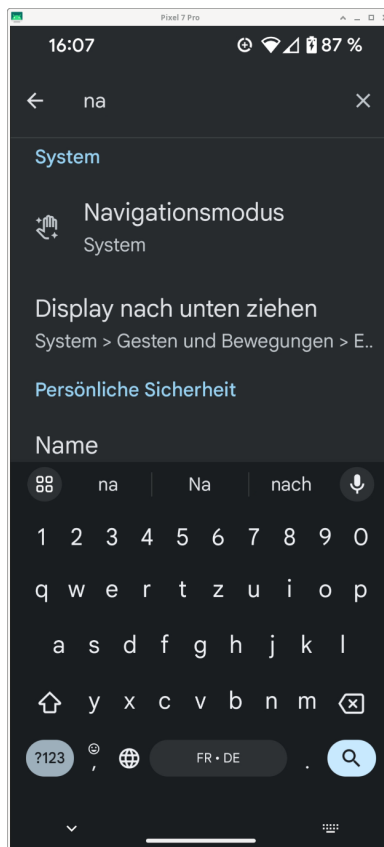 Pixel 7 Pro
16:07 87 %
na
System
Navigationsmodus
System
Display nach unten ziehen
System > Gesten und Bewegungen > E..
Persönliche Sicherheit
Name
na Na nach
1 2 3 4 5 6 7 8 9 0
q w e r t z u i o p
a s d f g h j k l
y x c v b n m
?123 , FR • DE .